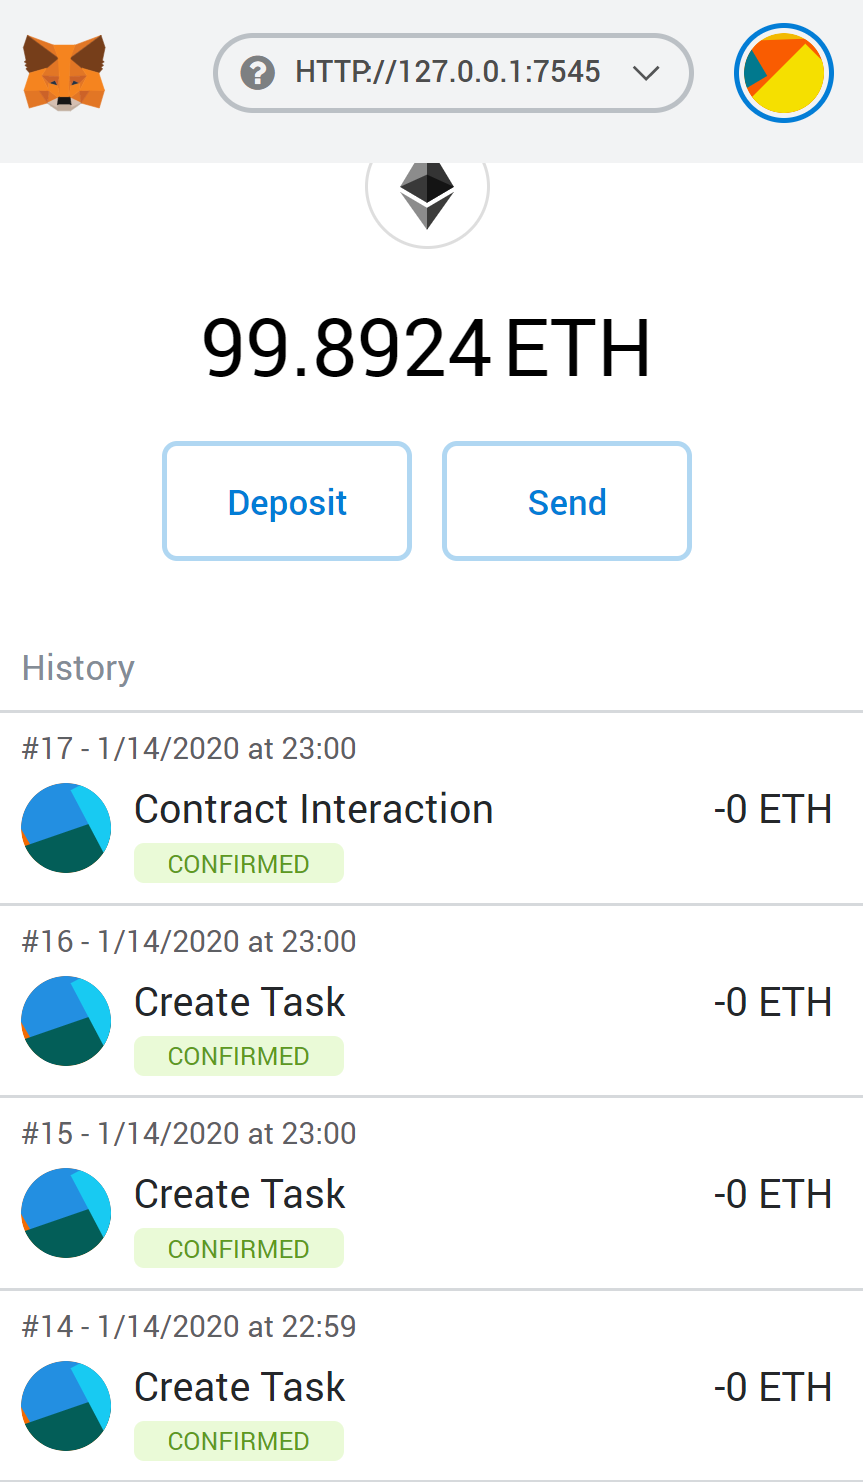 ? HTTP://127.0.0.1:7545
99.8924 ETH
Deposit Send
History
#17 - 1/14/2020 at 23:00
Contract Interaction -0 ETH
CONFIRMED
#16 - 1/14/2020 at 23:00
Create Task -0 ETH
CONFIRMED
#15 - 1/14/2020 at 23:00
Create Task -0 ETH
CONFIRMED
#14 - 1/14/2020 at 22:59
Create Task -0 ETH
CONFIRMED